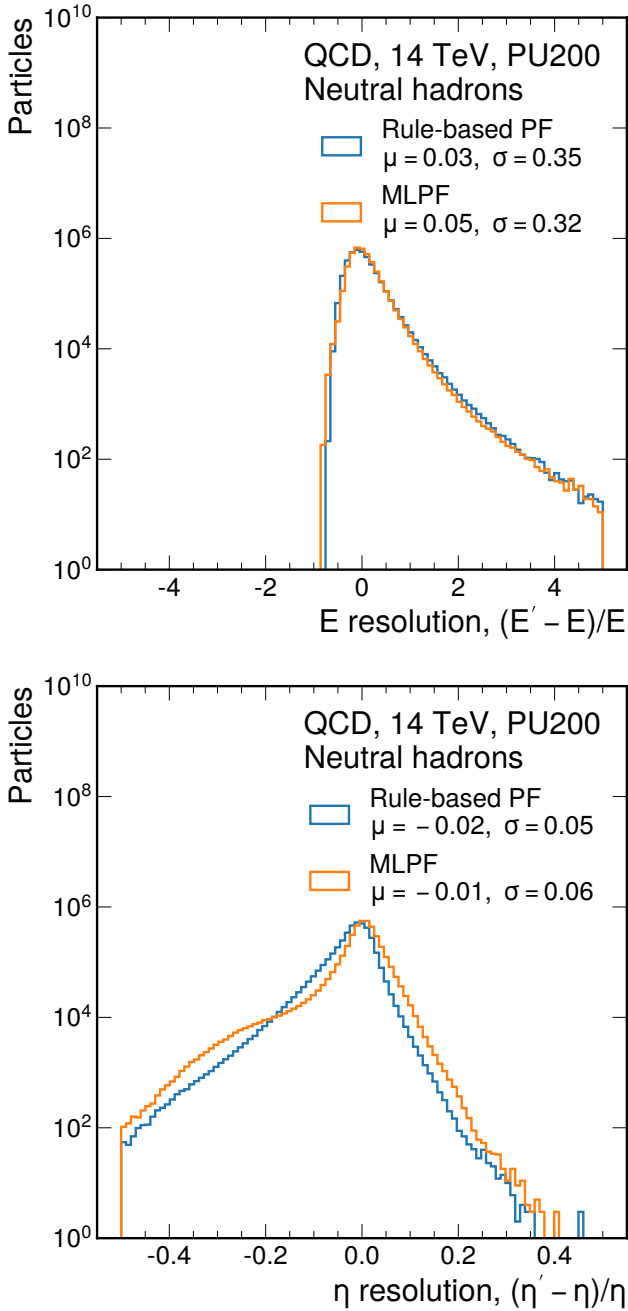 Particles
10^10
10^8
10^6
10^4
10^2
10^0
QCD, 14 TeV, PU200
Neutral hadrons
Rule-based PF
μ = 0.03, σ = 0.35
MLPF
μ = 0.05, σ = 0.32
-4 -2 0 2 4
E resolution, (E′ − E)/E
Particles
10^10
10^8
10^6
10^4
10^2
10^0
QCD, 14 TeV, PU200
Neutral hadrons
Rule-based PF
μ = −0.02, σ = 0.05
MLPF
μ = −0.01, σ = 0.06
-0.4 -0.2 0.0 0.2 0.4
η resolution, (η′ − η)/η